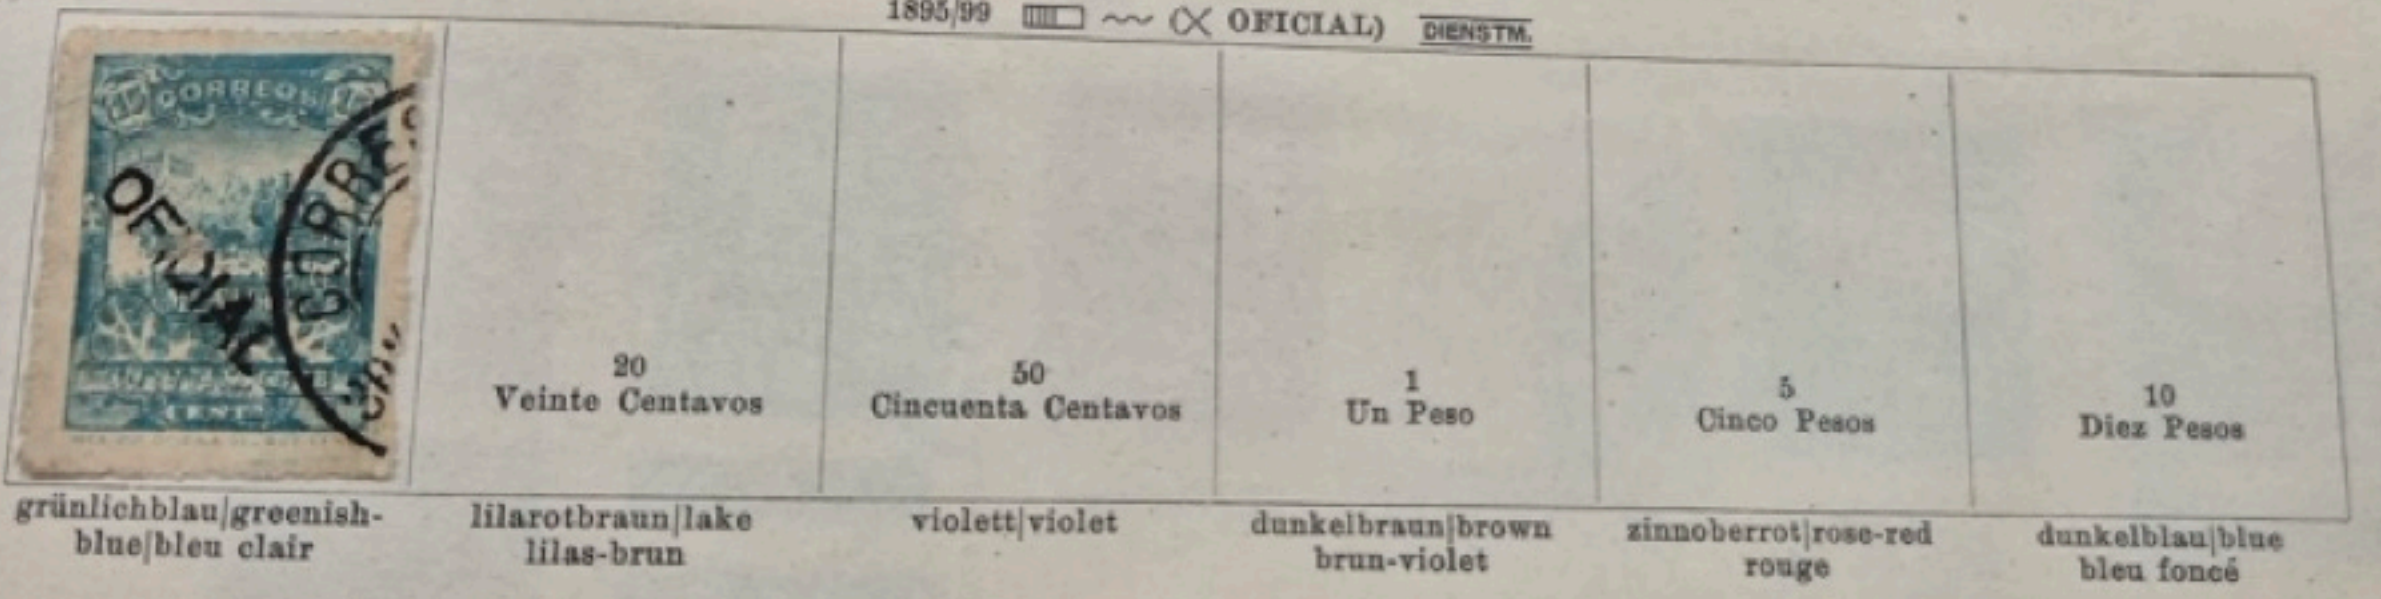 1895/99 (X OFICIAL) DIENSTM.
CORREOS
OFICIAL
CORREOS
20
Veinte Centavos
50
Cincuenta Centavos
1
Un Peso
5
Cinco Pesos
10
Diez Pesos
grünlichblau|greenish-
blue|bleu clair
lilarotbraun|lake
lilas-brun
violett|violet
dunkelbraun|brown
brun-violet
zinnoberrot|rose-red
rouge
dunkelblau|blue
bleu foncé